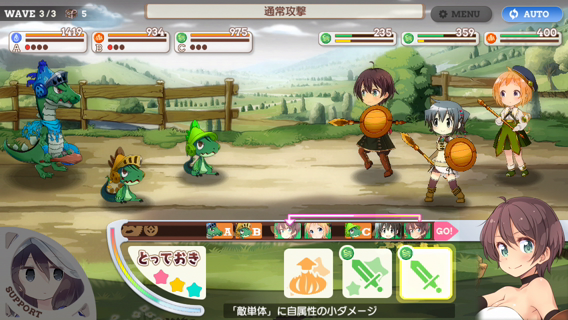 WAVE 3/3 5
通常攻撃
MENU
AUTO
1419
A
934
B
975
C
235
359
400
A B C GO!
とっておき
SUPPORT
「敵単体」に自属性の小ダメージ